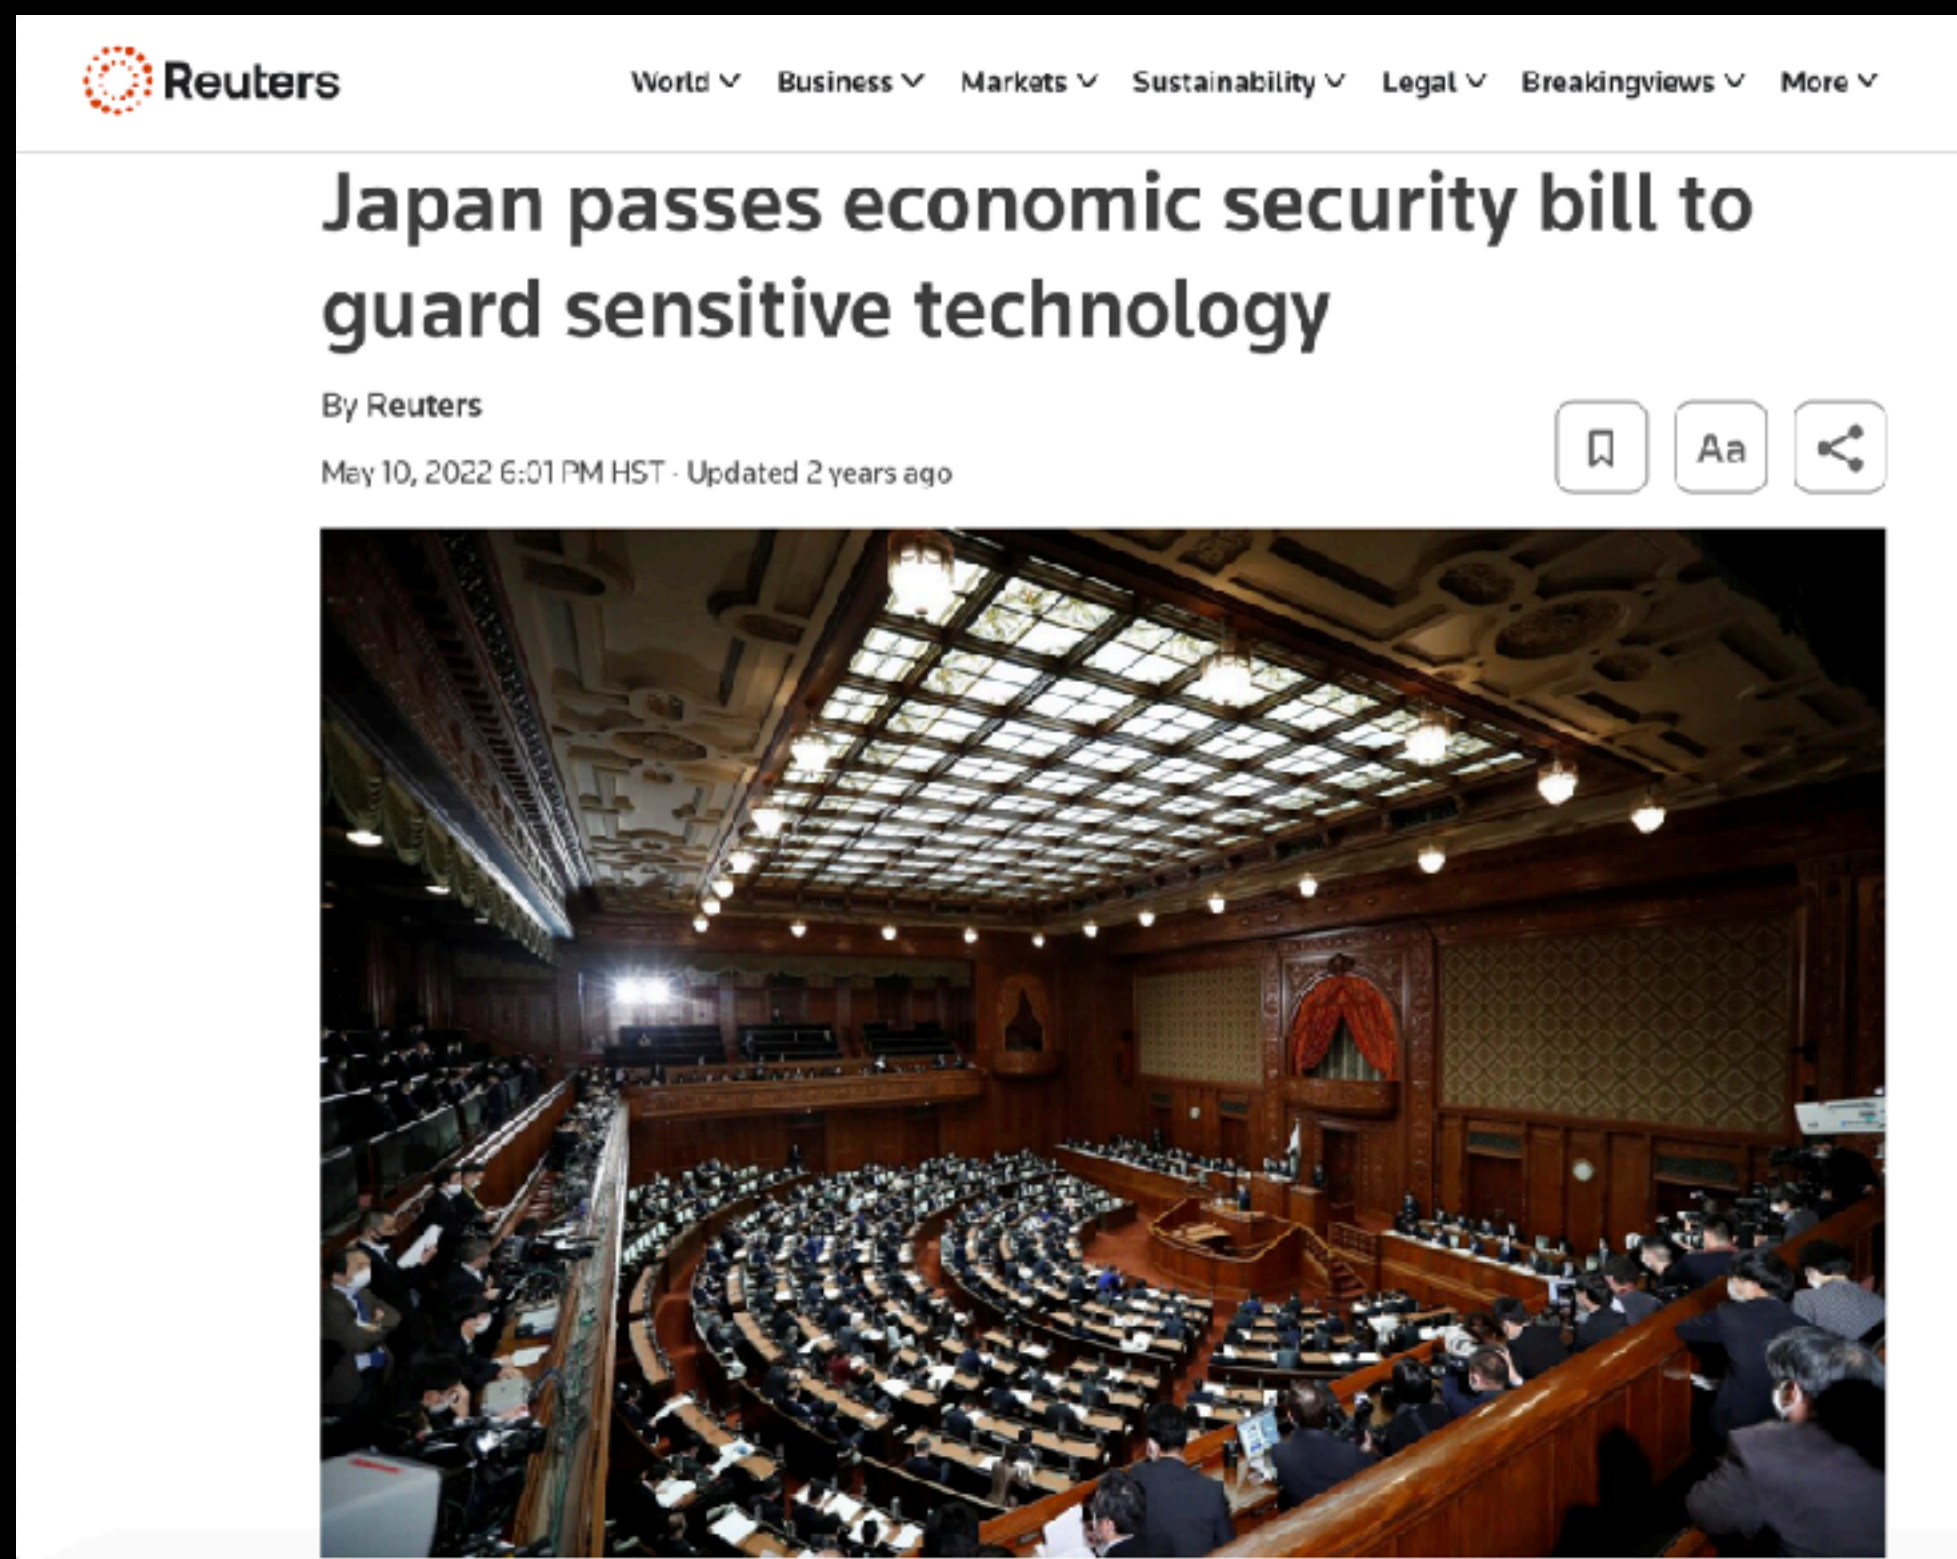 Reuters
World Business Markets Sustainability Legal Breakingviews More
Japan passes economic security bill to
guard sensitive technology
By Reuters
May 10, 2022 6:01 PM HST · Updated 2 years ago
Aa